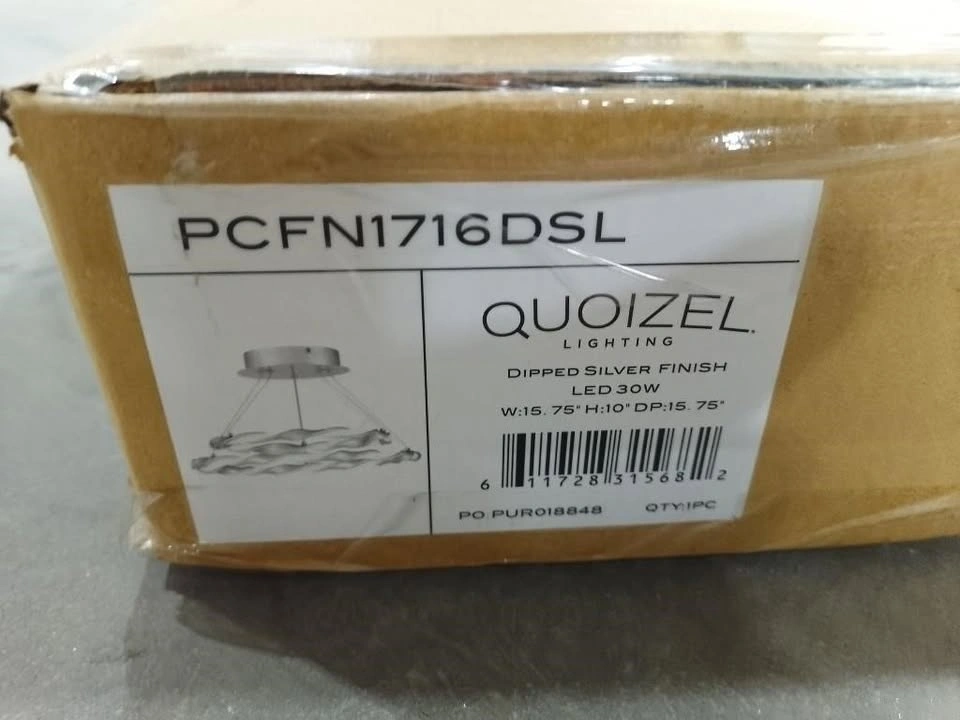 PCFN1716DSL
QUOIZEL.
LIGHTING
DIPPED SILVER FINISH
LED 30W
W:15. 75" H:10" DP:15. 75"
6 11728 31568 2
PO PUR018848 QTY:1PC